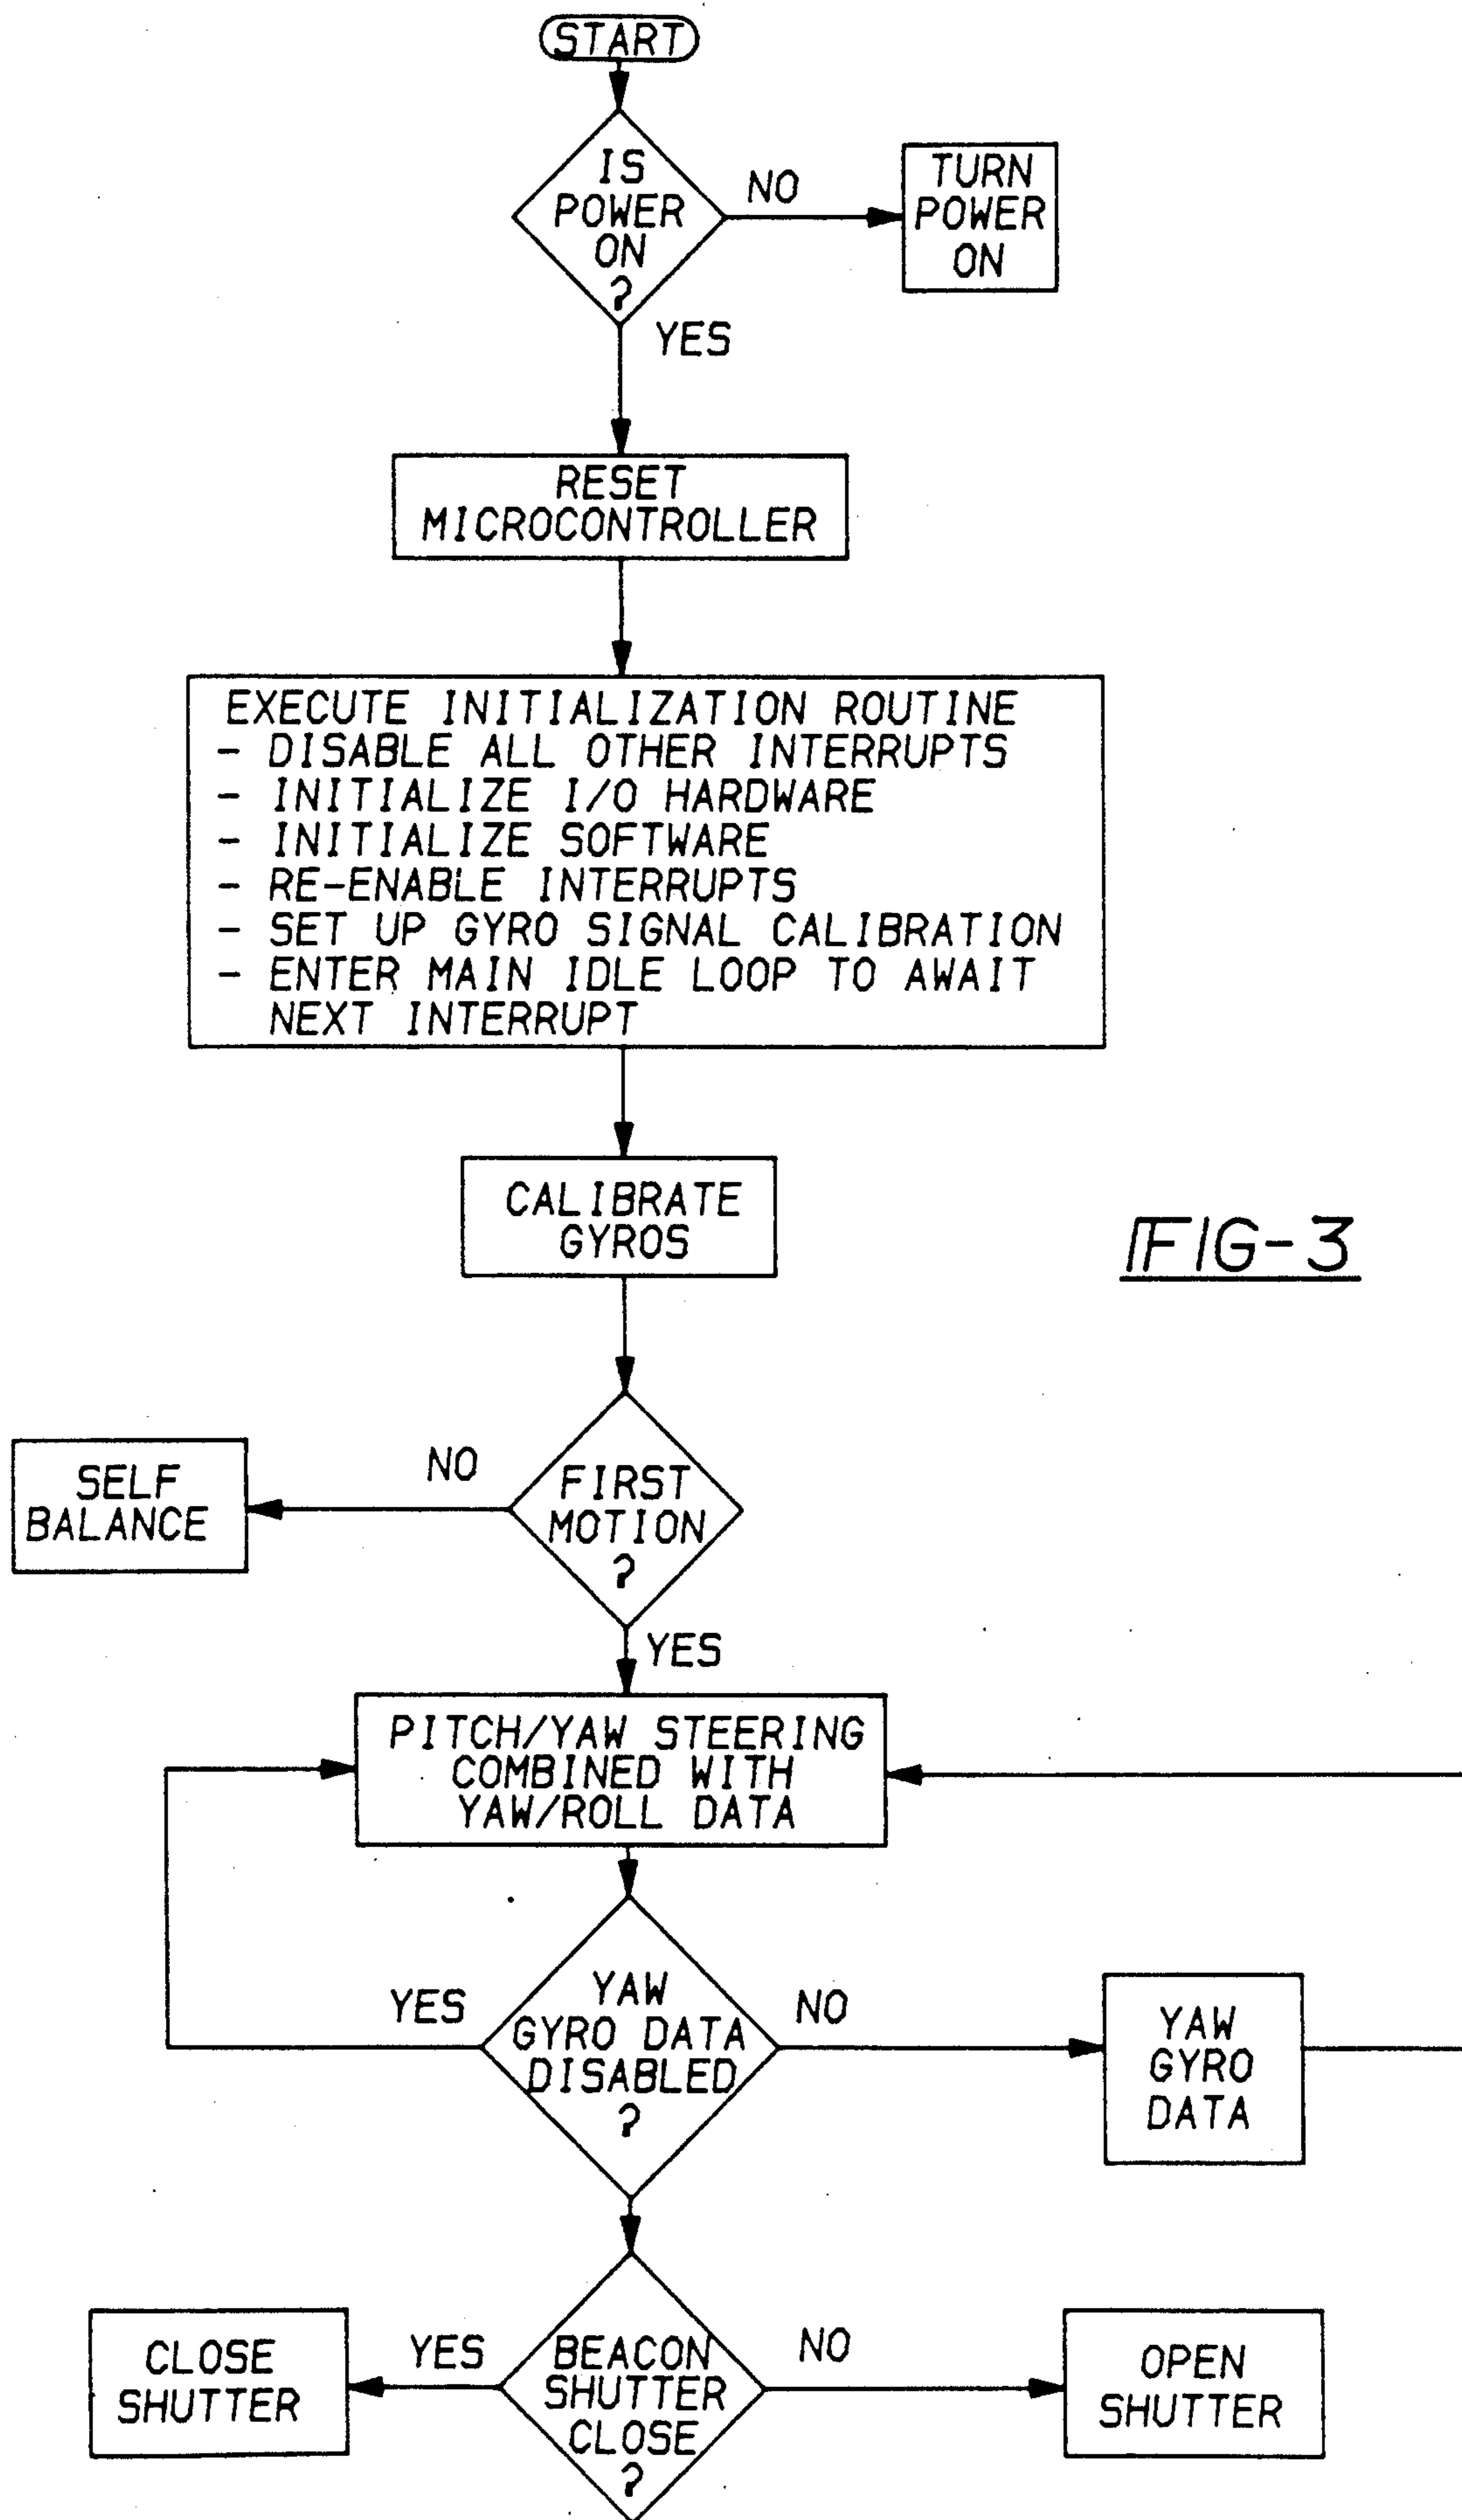 START
IS
POWER
ON
?
NO
TURN
POWER
ON
YES
RESET
MICROCONTROLLER
EXECUTE INITIALIZATION ROUTINE
- DISABLE ALL OTHER INTERRUPTS
- INITIALIZE I/O HARDWARE
- INITIALIZE SOFTWARE
- RE-ENABLE INTERRUPTS
- SET UP GYRO SIGNAL CALIBRATION
- ENTER MAIN IDLE LOOP TO AWAIT
NEXT INTERRUPT
CALIBRATE
GYROS
FIG-3
FIRST
MOTION
?
NO
SELF
BALANCE
YES
PITCH/YAW STEERING
COMBINED WITH
YAW/ROLL DATA
YAW
GYRO DATA
DISABLED
?
YES
NO
YAW
GYRO
DATA
BEACON
SHUTTER
CLOSE
?
YES
CLOSE
SHUTTER
NO
OPEN
SHUTTER